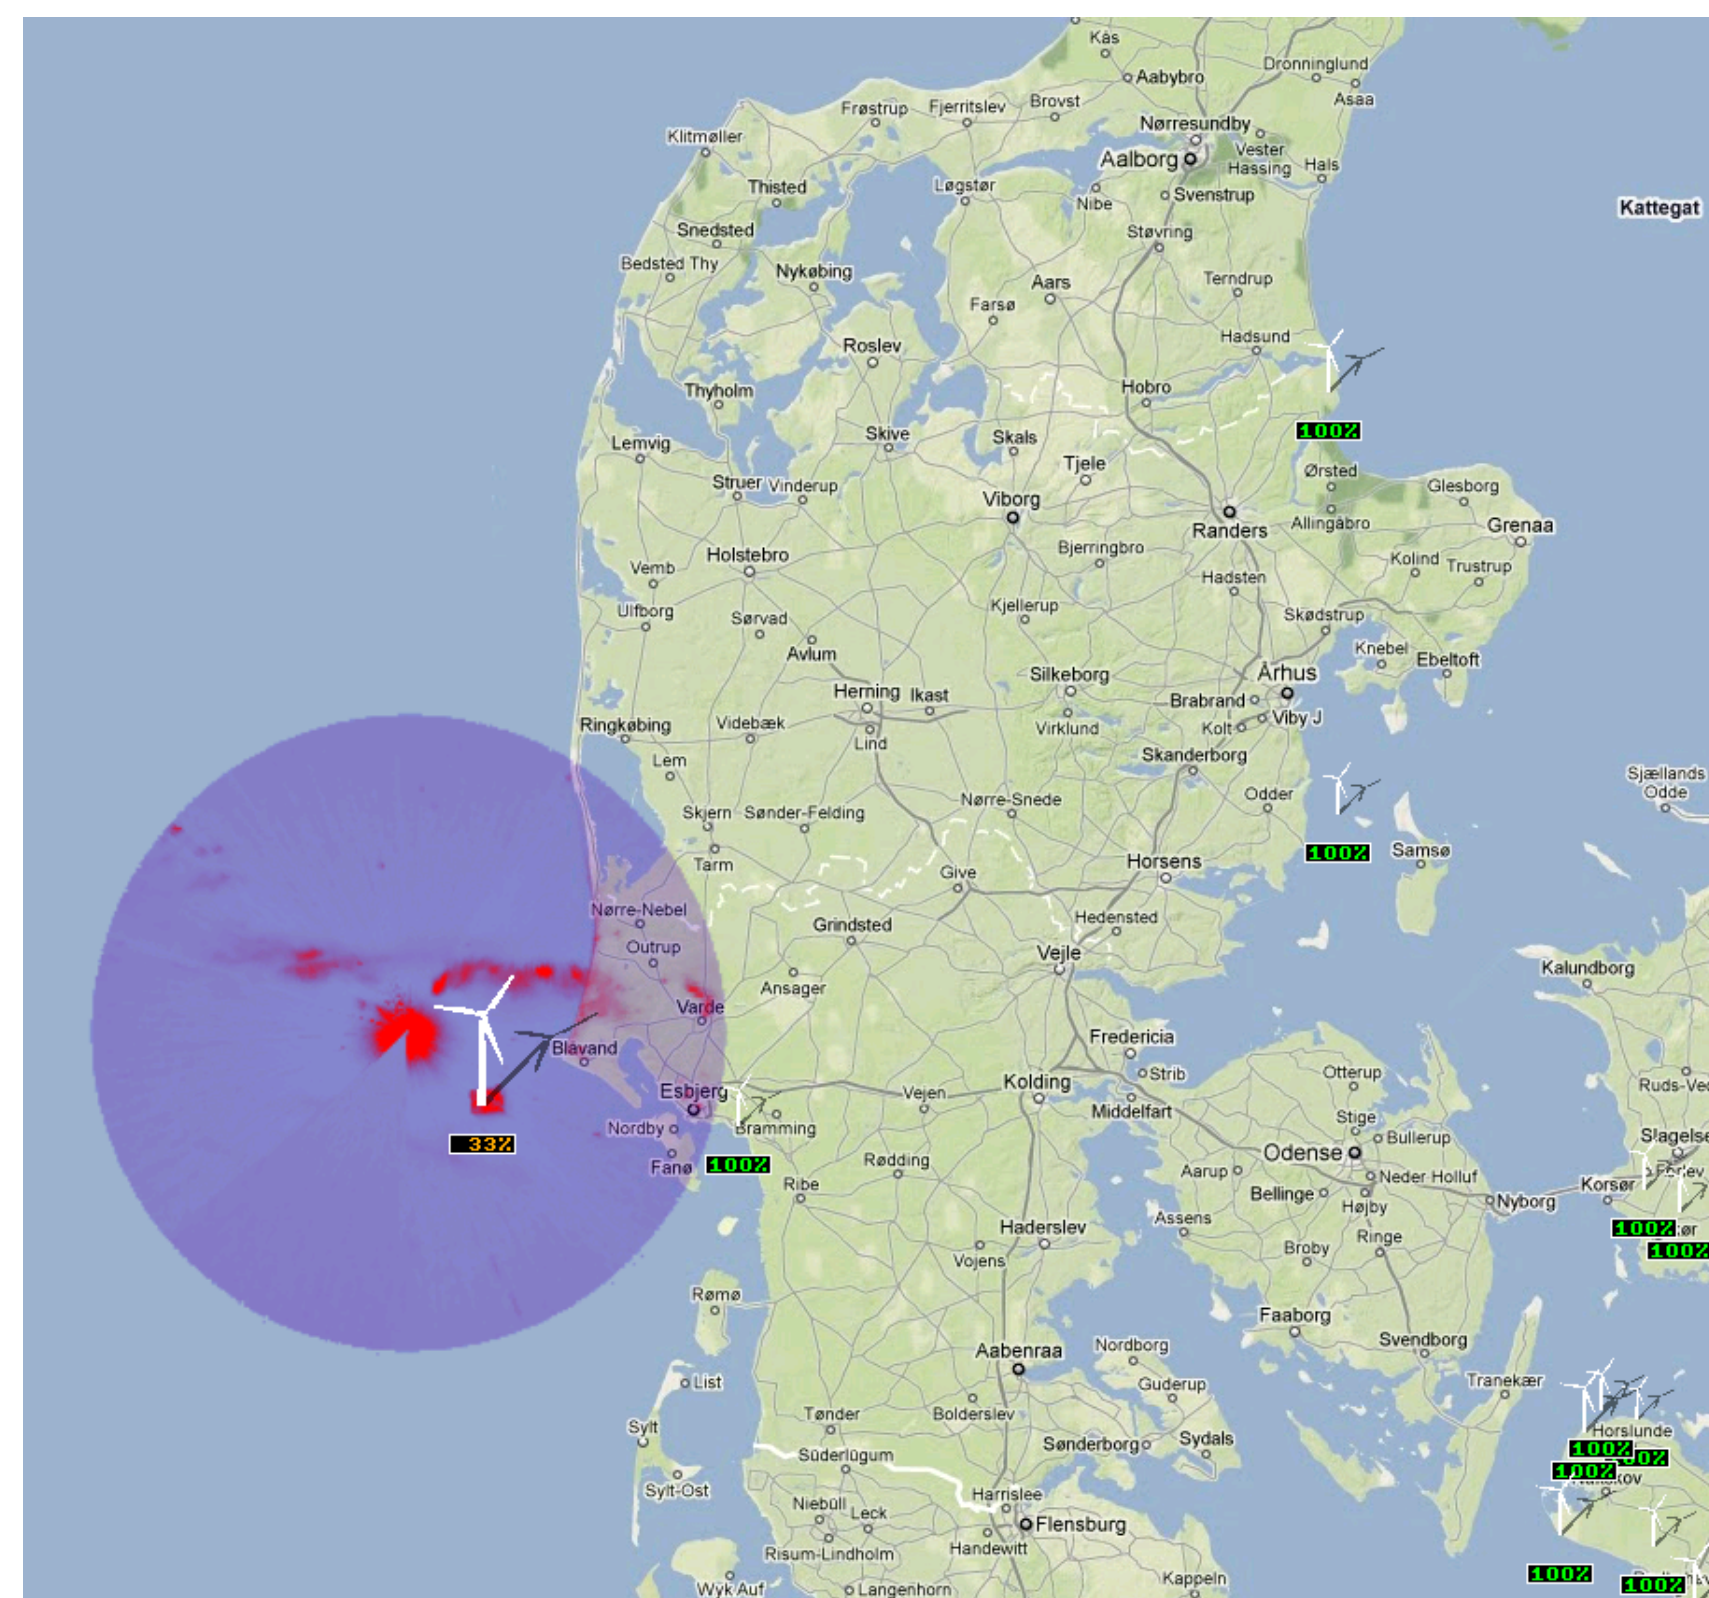 Kås
Aabybro
Dronninglund
Asaa
Frøstrup
Fjerritslev
Brovst
Nørresundby
Klitmøller
Aalborg
Vester
Hassing
Hals
Thisted
Løgstør
Nibe
Svenstrup
Kattegat
Snedsted
Støvring
Bedsted Thy
Nykøbing
Aars
Terndrup
Farsø
Hadsund
Roslev
Thyholm
Hobro
100%
Lemvig
Skive
Skals
Tjele
Ørsted
Struer
Vinderup
Viborg
Glesborg
Randers
Allingåbro
Grenaa
Holstebro
Bjerringbro
Vemb
Hadsten
Kolind
Trustrup
Ulfborg
Sørvad
Kjellerup
Skødstrup
Avlum
Knebel
Ebeltoft
Silkeborg
Århus
Herning
Ikast
Brabrand
Ringkøbing
Videbæk
Virklund
Kolt
Viby J
Lind
Skanderborg
Lem
Sjællands
Odde
Nørre-Snede
Odder
Skjern
Sønder-Felding
100%
Samsø
Tarm
Horsens
Give
Nørre-Nebel
Grindsted
Hedensted
Outrup
Vejle
Kalundborg
Ansager
Varde
Fredericia
Blåvand
Strib
Otterup
Esbjerg
Vejen
Kolding
Ruds-Ve
Middelfart
Stige
Nordby
Bramming
Bullerup
Slagelse
33%
Odense
Fanø
100%
Rødding
Aarup
Neder Holluf
Førlev
Ribe
Bellinge
Højby
Korsør
Nyborg
Assens
Haderslev
100%
Broby
Ringe
100%
Vojens
Rømø
Faaborg
Svendborg
Aabenraa
Nordborg
List
Guderup
Tranekær
Tønder
Bolderslev
Sylt
Horslunde
Sønderborg
Sydals
Süderlügum
100%
100%
100%
Sylt-Ost
Harrislee
Niebüll
Leck
Flensburg
Risum-Lindholm
Handewitt
100%
100%
Wyk Auf
Langenhorn
Kappeln